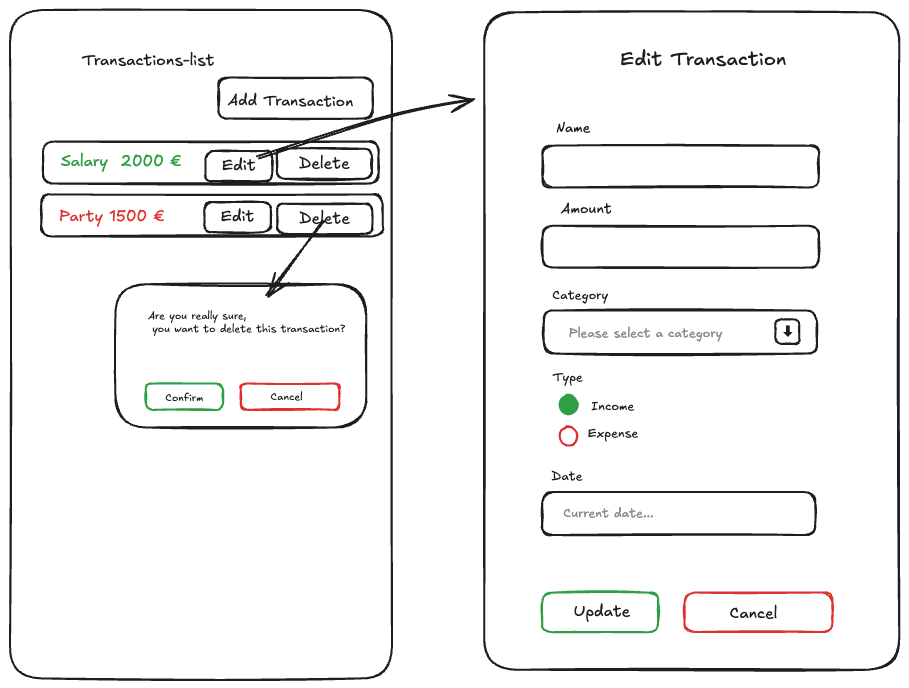 Transactions-list
Add Transaction
Salary 2000 € Edit Delete
Party 1500 € Edit Delete
Are you really sure,
you want to delete this transaction?
Confirm Cancel
Edit Transaction
Name
Amount
Category
Please select a category
Type
Income
Expense
Date
Current date...
Update Cancel